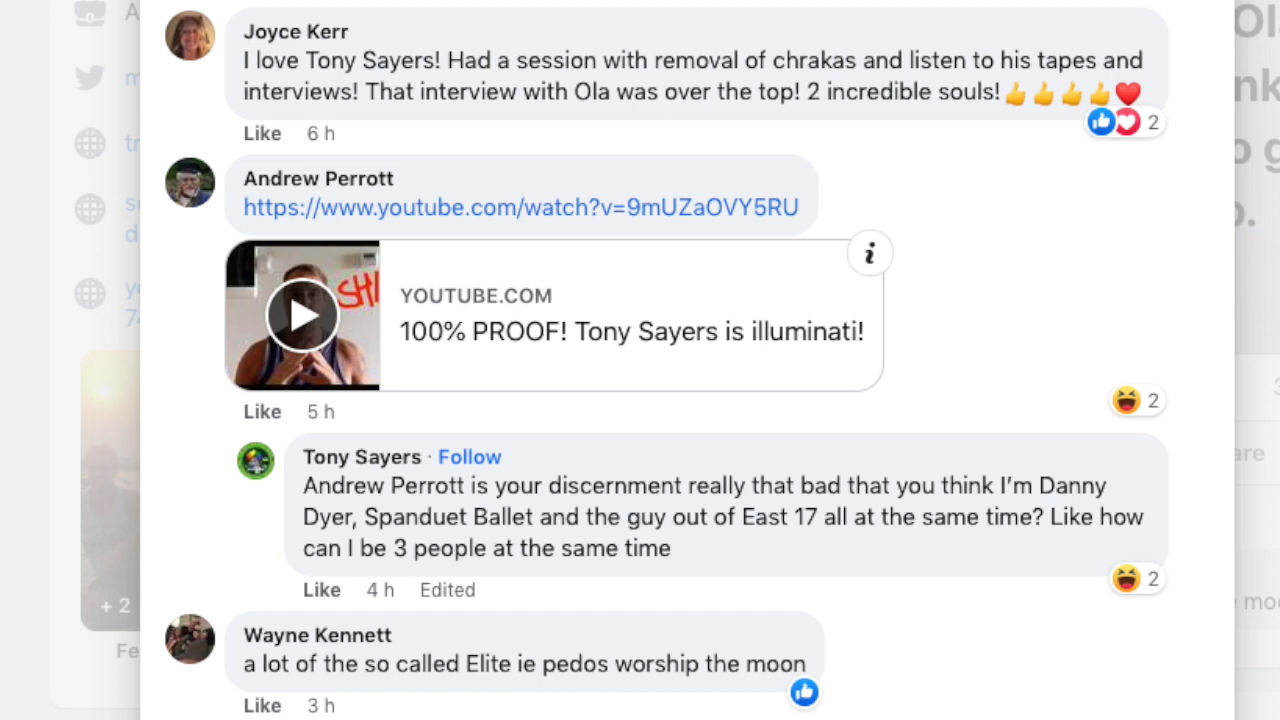 Joyce Kerr
I love Tony Sayers! Had a session with removal of chrakas and listen to his tapes and
interviews! That interview with Ola was over the top! 2 incredible souls!👍👍👍👍❤️
2
Like 6 h
Andrew Perrott
https://www.youtube.com/watch?v=9mUZaOVY5RU
i
SHI
YOUTUBE.COM
100% PROOF! Tony Sayers is illuminati!
2
Like 5 h
Tony Sayers · Follow
Andrew Perrott is your discernment really that bad that you think I'm Danny
Dyer, Spanduet Ballet and the guy out of East 17 all at the same time? Like how
can I be 3 people at the same time
2
Like 4 h Edited
Wayne Kennett
a lot of the so called Elite ie pedos worship the moon
Like 3 h
+ 2